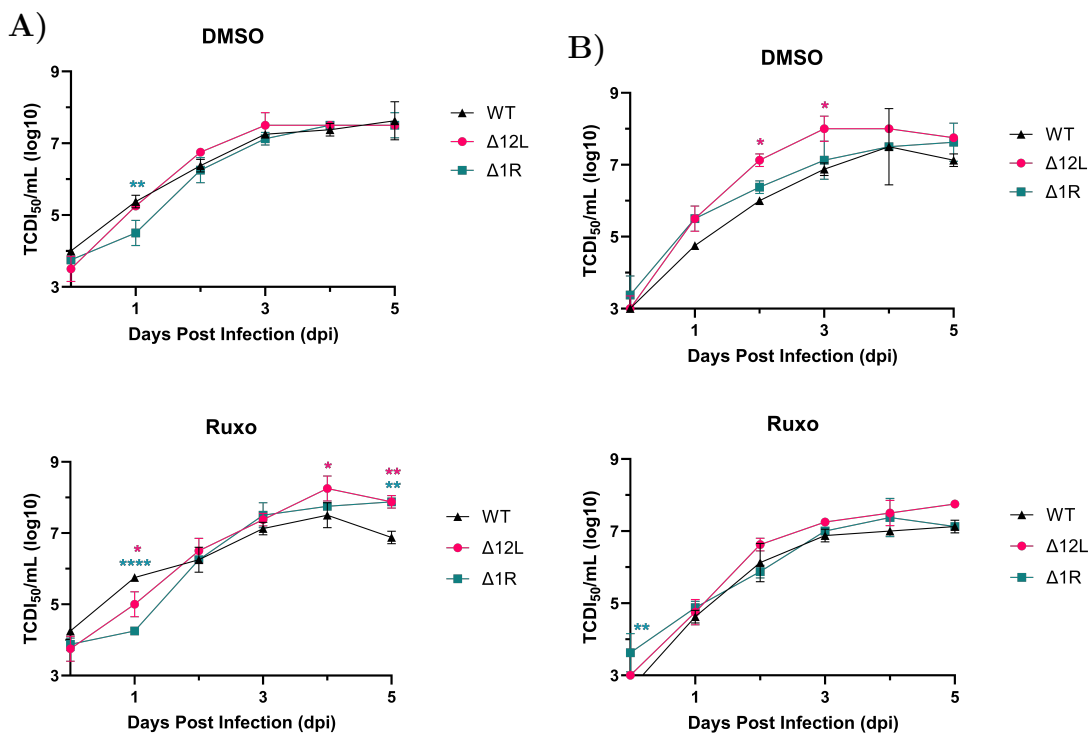 A)
DMSO
9
7
5
3
TCDI50/mL (log10)
**
1
3
5
Days Post Infection (dpi)
WT
Δ12L
Δ1R
B)
DMSO
9
7
5
3
TCDI50/mL (log10)
*
*
1
3
5
Days Post Infection (dpi)
WT
Δ12L
Δ1R
Ruxo
9
7
5
3
TCDI50/mL (log10)
*
****
*
**
**
1
3
5
Days Post Infection (dpi)
WT
Δ12L
Δ1R
Ruxo
9
7
5
3
TCDI50/mL (log10)
**
1
3
5
Days Post Infection (dpi)
WT
Δ12L
Δ1R